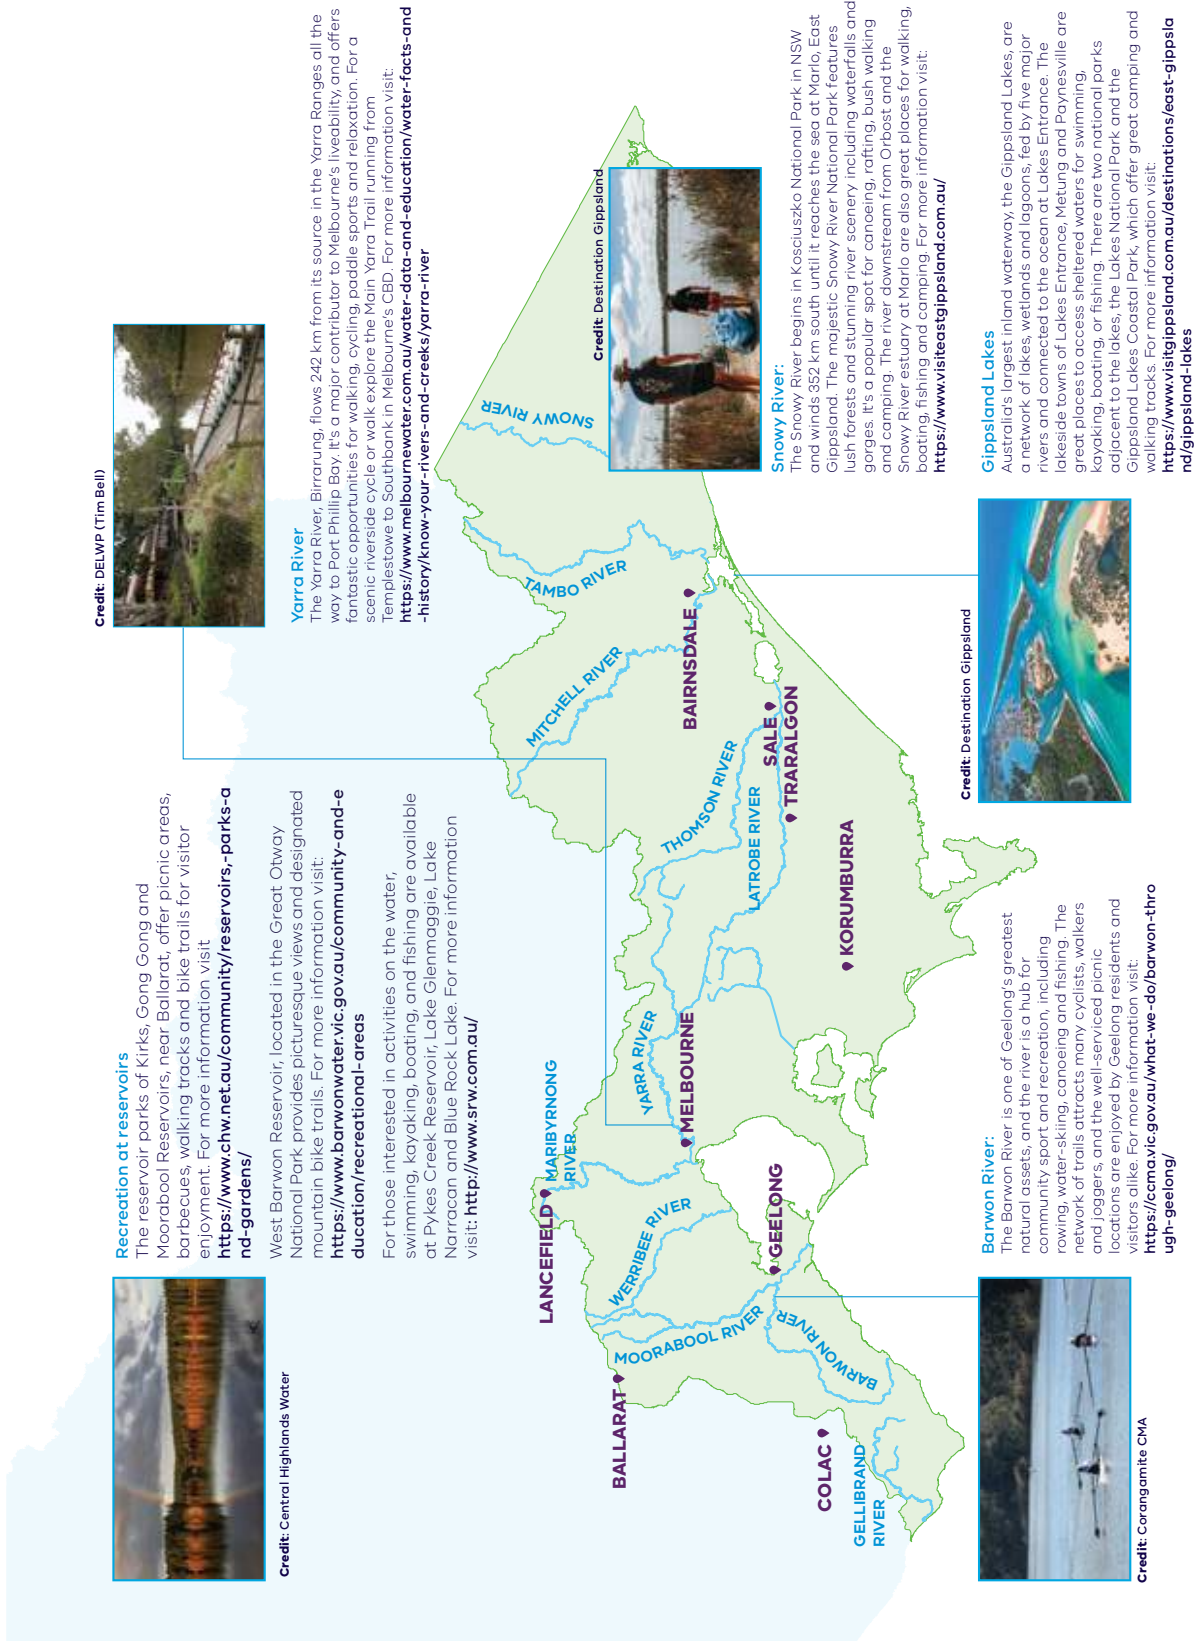 Credit: Central Highlands Water
Recreation at reservoirs
The reservoir parks of Kirks, Gong Gong and
Moorabool Reservoirs, near Ballarat, offer picnic areas,
barbecues, walking tracks and bike trails for visitor
enjoyment. For more information visit
https://www.chw.net.au/community/reservoirs,-parks-a
nd-gardens/
West Barwon Reservoir, located in the Great Otway
National Park provides picturesque views and designated
mountain bike trails. For more information visit:
https://www.barwonwater.vic.gov.au/community-and-e
ducation/recreational-areas
For those interested in activities on the water,
swimming, kayaking, boating, and fishing are available
at Pykes Creek Reservoir, Lake Glenmaggie, Lake
Narracan and Blue Rock Lake. For more information
visit: http://www.srw.com.au/
Credit: DELWP (Tim Bell)
Yarra River
The Yarra River, Birrarung, flows 242 km from its source in the Yarra Ranges all the
way to Port Phillip Bay. It's a major contributor to Melbourne's liveability, and offers
fantastic opportunities for walking, cycling, paddle sports and relaxation. For a
scenic riverside cycle or walk explore the Main Yarra Trail running from
Templestowe to Southbank in Melbourne's CBD. For more information visit:
https://www.melbournewater.com.au/water-data-and-education/water-facts-and
-history/know-your-rivers-and-creeks/yarra-river
SNOWY RIVER
TAMBO RIVER
MITCHELL RIVER
BAIRNSDALE
THOMSON RIVER
SALE
TRARALGON
LATROBE RIVER
KORUMBURRA
YARRA RIVER
MELBOURNE
MARIBYRNONG
RIVER
LANCEFIELD
WERRIBEE RIVER
GEELONG
MOORABOOL RIVER
BALLARAT
BARWON RIVER
COLAC
GELLIBRAND
RIVER
Credit: Destination Gippsland
Snowy River:
The Snowy River begins in Kosciuszko National Park in NSW
and winds 352 km south until it reaches the sea at Marlo, East
Gippsland. The majestic Snowy River National Park features
lush forests and stunning river scenery including waterfalls and
gorges. It's a popular spot for canoeing, rafting, bush walking
and camping. The river downstream from Orbost and the
Snowy River estuary at Marlo are also great places for walking,
boating, fishing and camping. For more information visit:
https://www.visiteastgippsland.com.au/
Credit: Corangamite CMA
Barwon River:
The Barwon River is one of Geelong's greatest
natural assets, and the river is a hub for
community sport and recreation, including
rowing, water-skiing, canoeing and fishing. The
network of trails attracts many cyclists, walkers
and joggers, and the well-serviced picnic
locations are enjoyed by Geelong residents and
visitors alike. For more information visit:
https://ccma.vic.gov.au/what-we-do/barwon-thro
ugh-geelong/
Credit: Destination Gippsland
Gippsland Lakes
Australia's largest inland waterway, the Gippsland Lakes, are
a network of lakes, wetlands and lagoons, fed by five major
rivers and connected to the ocean at Lakes Entrance. The
lakeside towns of Lakes Entrance, Metung and Paynesville are
great places to access sheltered waters for swimming,
kayaking, boating, or fishing. There are two national parks
adjacent to the lakes, the Lakes National Park and the
Gippsland Lakes Coastal Park, which offer great camping and
walking tracks. For more information visit:
https://www.visitgippsland.com.au/destinations/east-gippsla
nd/gippsland-lakes